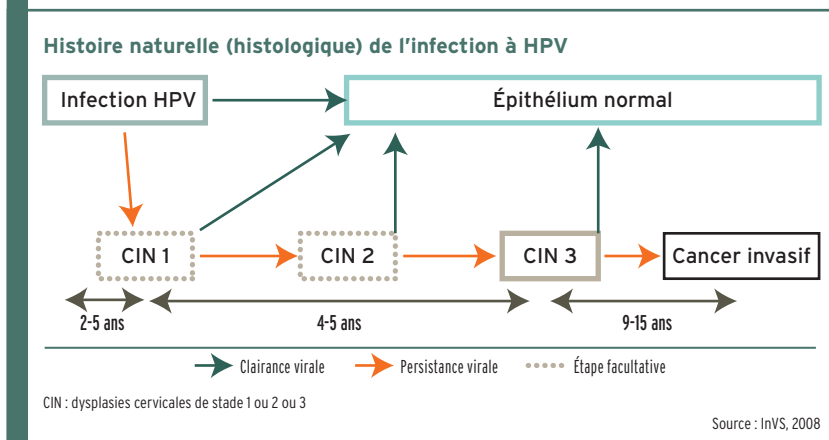 Histoire naturelle (histologique) de l'infection à HPV
Infection HPV
Épithélium normal
CIN 1
CIN 2
CIN 3
Cancer invasif
2-5 ans
4-5 ans
9-15 ans
Clairance virale
Persistance virale
Étape facultative
CIN : dysplasies cervicales de stade 1 ou 2 ou 3
Source : InVS, 2008